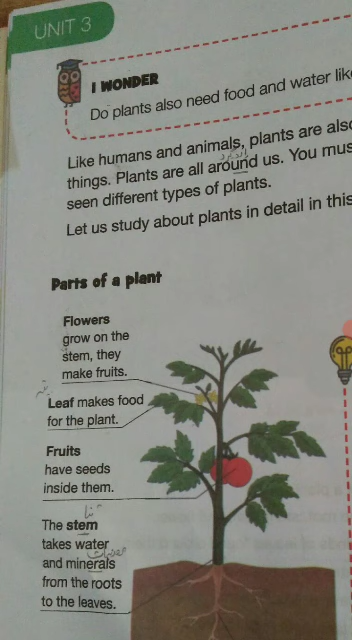 UNIT 3
I WONDER
Do plants also need food and water like
Like humans and animals, plants are also
things. Plants are all around us. You mus
seen different types of plants.
Let us study about plants in detail in this
Parts of a plant
Flowers
grow on the
stem, they
make fruits.
Leaf makes food
for the plant.
Fruits
have seeds
inside them.
تنا
The stem
takes water
and minerals
from the roots
to the leaves.